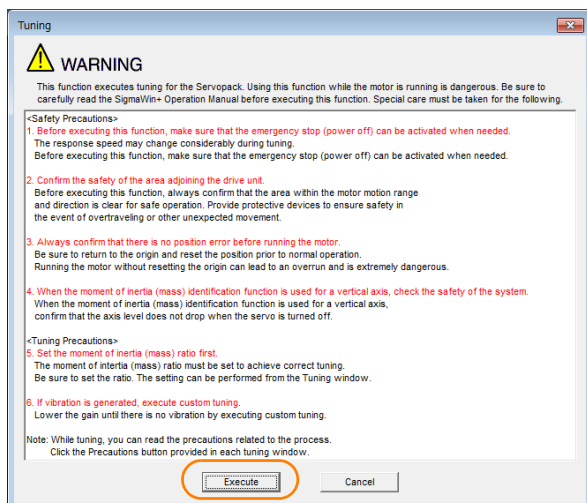 Tuning
WARNING
This function executes tuning for the Servopack. Using this function while the motor is running is dangerous. Be sure to
carefully read the SigmaWin+ Operation Manual before executing this function. Special care must be taken for the following.
<Safety Precautions>
1. Before executing this function, make sure that the emergency stop (power off) can be activated when needed.
The response speed may change considerably during tuning.
Before executing this function, make sure that the emergency stop (power off) can be activated when needed.
2. Confirm the safety of the area adjoining the drive unit.
Before executing this function, always confirm that the area within the motor motion range
and direction is clear for safe operation. Provide protective devices to ensure safety in
the event of overtraveling or other unexpected movement.
3. Always confirm that there is no position error before running the motor.
Be sure to return to the origin and reset the position prior to normal operation.
Running the motor without resetting the origin can lead to an overrun and is extremely dangerous.
4. When the moment of inertia (mass) identification function is used for a vertical axis, check the safety of the system.
When the moment of inertia (mass) identification function is used for a vertical axis,
confirm that the axis level does not drop when the servo is turned off.
<Tuning Precautions>
5. Set the moment of inertia (mass) ratio first.
The moment of intertia (mass) ratio must be set to achieve correct tuning.
Be sure to set the ratio. The setting can be performed from the Tuning window.
6. If vibration is generated, execute custom tuning.
Lower the gain until there is no vibration by executing custom tuning.
Note: While tuning, you can read the precautions related to the process.
Click the Precautions button provided in each tuning window.
Execute
Cancel